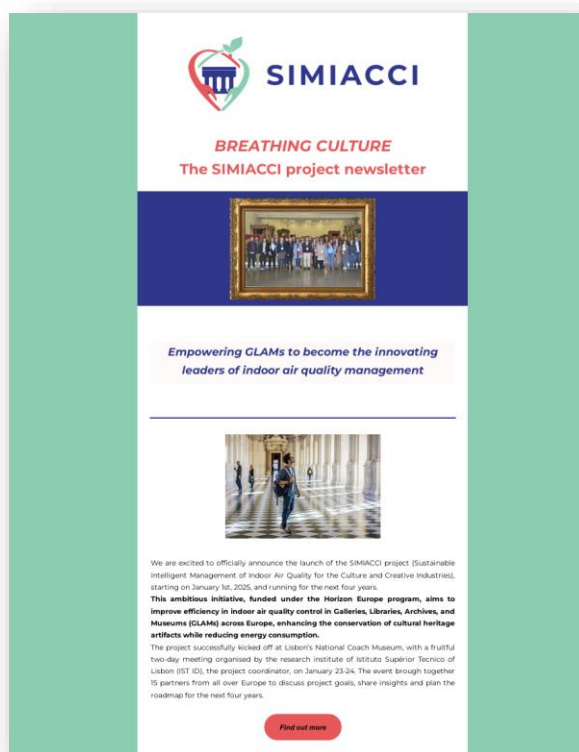 SIMIACCI
BREATHING CULTURE
The SIMIACCI project newsletter
Empowering GLAMs to become the innovating
leaders of indoor air quality management
We are excited to officially announce the launch of the SIMIACCI project (Sustainable
Intelligent Management of Indoor Air Quality for the Culture and Creative Industries),
starting on January 1st, 2025, and running for the next four years.
This ambitious initiative, funded under the Horizon Europe program, aims to
improve efficiency in indoor air quality control in Galleries, Libraries, Archives, and
Museums (GLAMs) across Europe, enhancing the conservation of cultural heritage
artifacts while reducing energy consumption.
The project successfully kicked off at Lisbon's National Coach Museum, with a fruitful
two-day meeting organised by the research institute of Istituto Supérior Tecnico of
Lisbon (IST ID), the project coordinator, on January 23-24. The event brough together
15 partners from all over Europe to discuss project goals, share insights and plan the
roadmap for the next four years.
Find out more